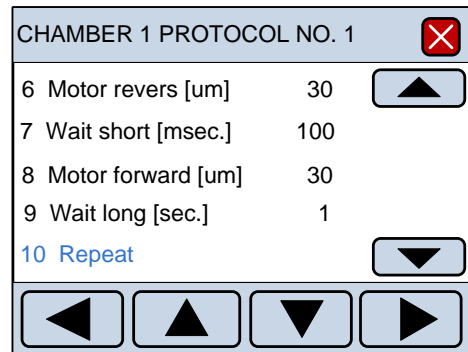 CHAMBER 1 PROTOCOL NO. 1
6 Motor revers [um] 30
7 Wait short [msec.] 100
8 Motor forward [um] 30
9 Wait long [sec.] 1
10 Repeat